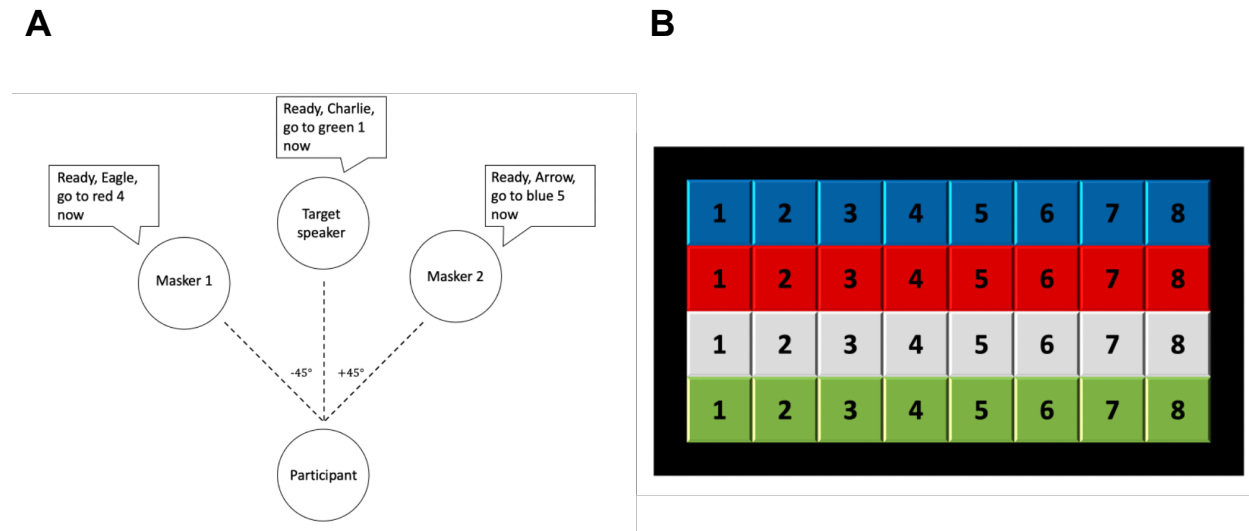 A
B
Ready, Charlie,
go to green 1
now
Ready, Eagle,
go to red 4
now
Ready, Arrow,
go to blue 5
now
Target
speaker
Masker 1
Masker 2
-45°
+45°
Participant
1 2 3 4 5 6 7 8
1 2 3 4 5 6 7 8
1 2 3 4 5 6 7 8
1 2 3 4 5 6 7 8